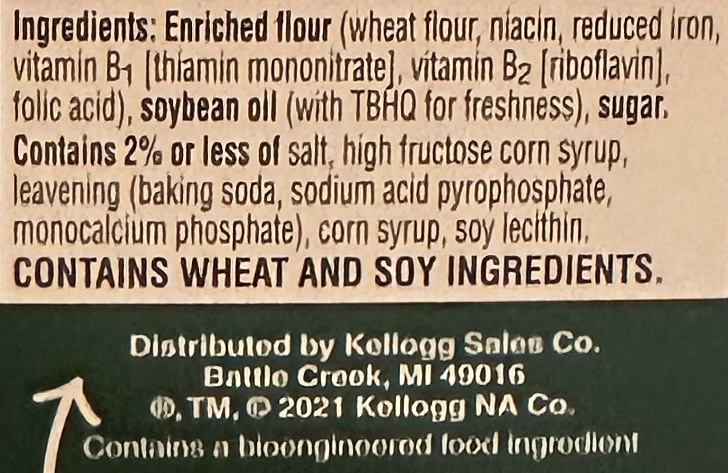 Ingredients: Enriched flour (wheat flour, niacin, reduced iron,
vitamin B1 [thiamin mononitrate], vitamin B2 [riboflavin],
folic acid), soybean oil (with TBHQ for freshness), sugar.
Contains 2% or less of salt, high fructose corn syrup,
leavening (baking soda, sodium acid pyrophosphate,
monocalcium phosphate), corn syrup, soy lecithin.
CONTAINS WHEAT AND SOY INGREDIENTS.
Distributed by Kellogg Sales Co.
Battle Creek, MI 49016
®, TM, © 2021 Kellogg NA Co.
Contains a bioengineered food ingredient